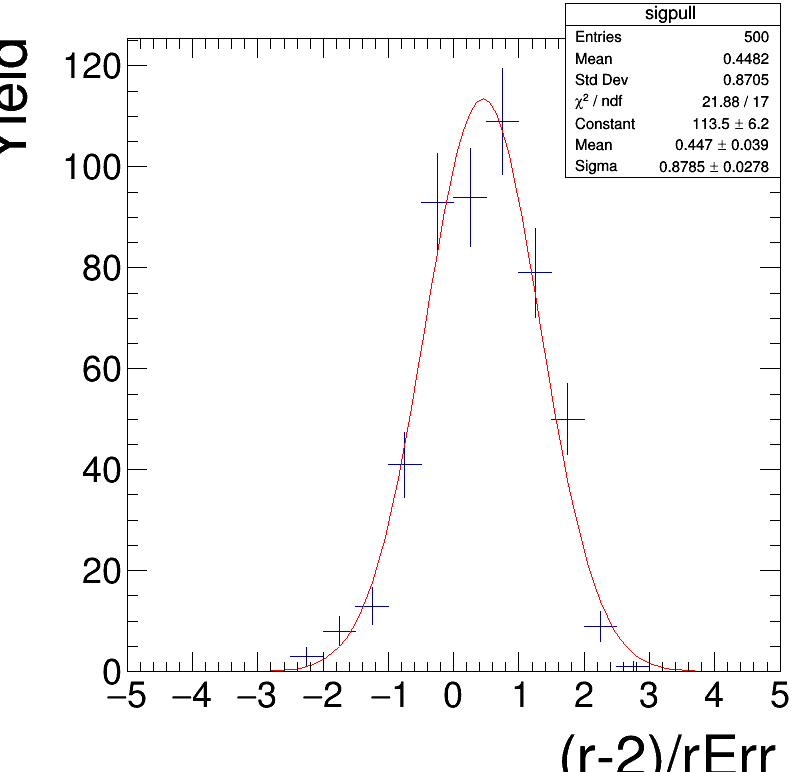 Yield
sigpull
Entries 500
Mean 0.4482
Std Dev 0.8705
χ² / ndf 21.88 / 17
Constant 113.5 ± 6.2
Mean 0.447 ± 0.039
Sigma 0.8785 ± 0.0278
120
100
80
60
40
20
0
−5 −4 −3 −2 −1 0 1 2 3 4 5
(r-2)/rErr